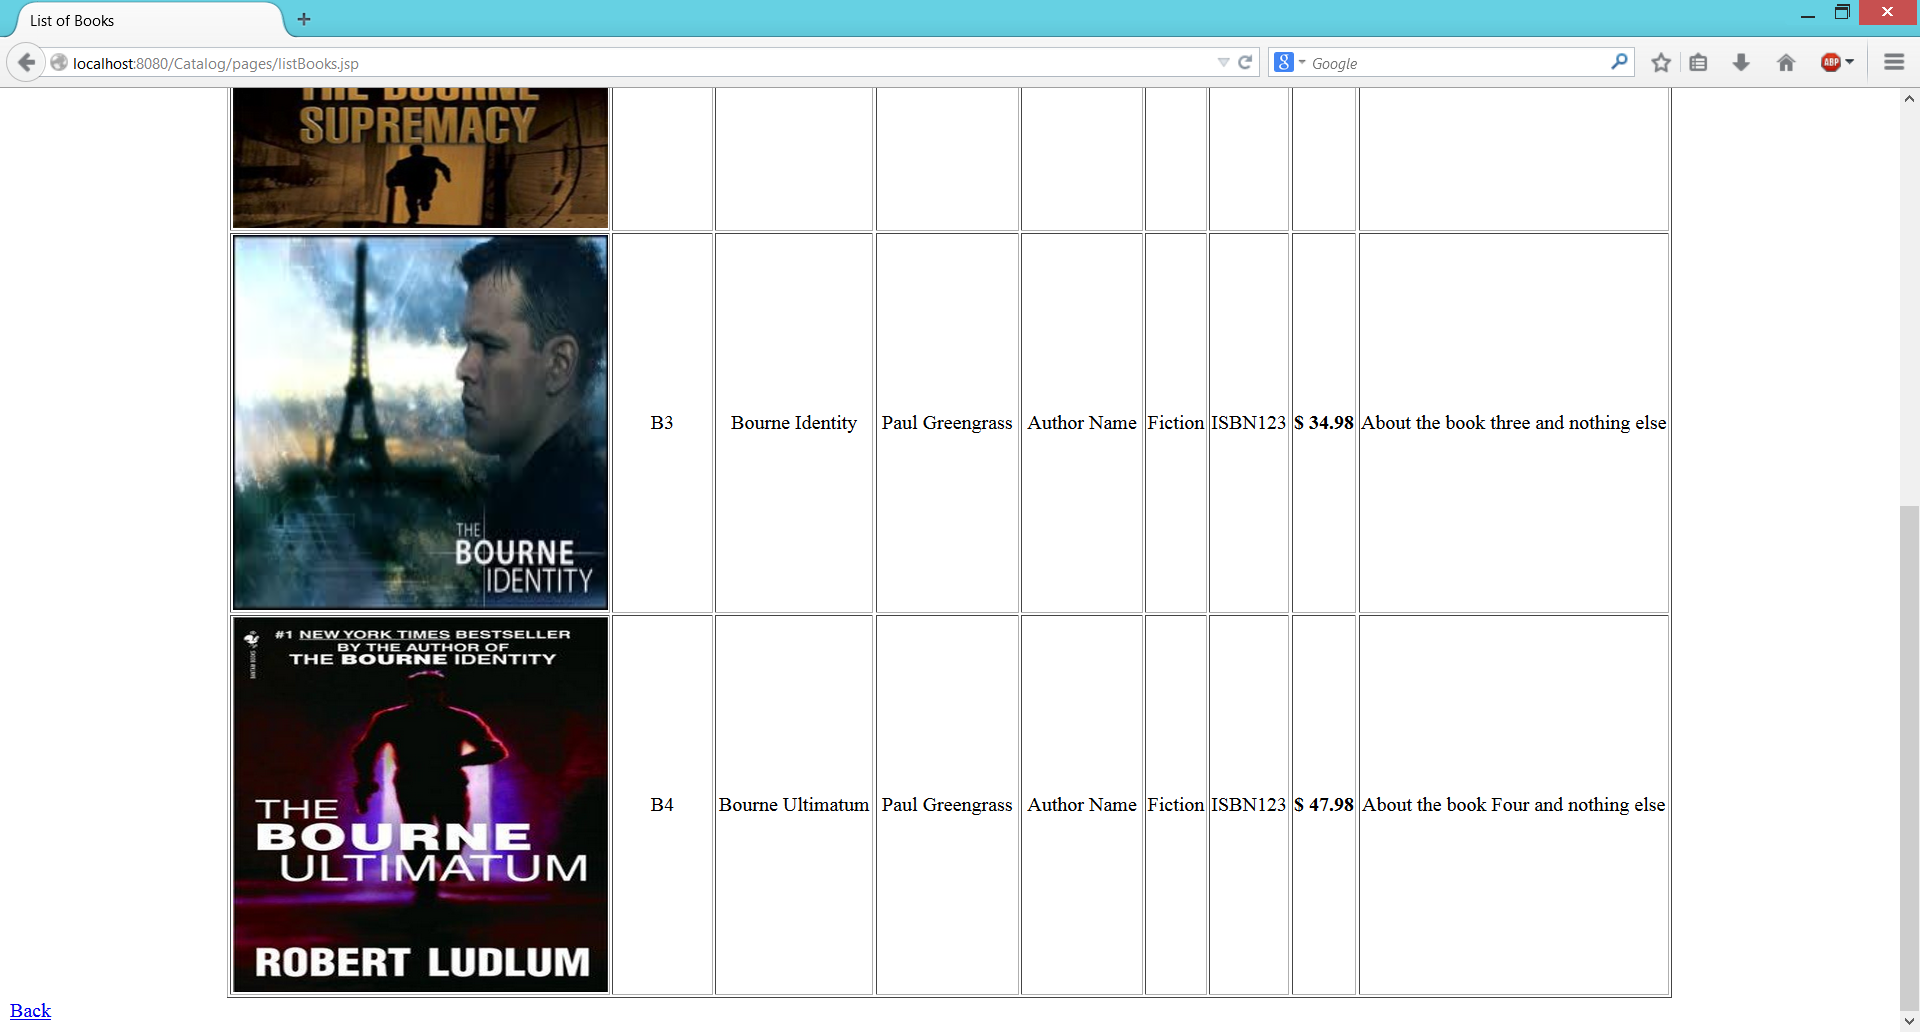 List of Books
localhost:8080/Catalog/pages/listBooks.jsp
Google
ABP
THE BOURNE
SUPREMACY
THE
BOURNE
IDENTITY
B3
Bourne Identity
Paul Greengrass
Author Name
Fiction
ISBN123
$ 34.98
About the book three and nothing else
#1 NEW YORK TIMES BESTSELLER
BY THE AUTHOR OF
THE BOURNE IDENTITY
THE
BOURNE
ULTIMATUM
ROBERT LUDLUM
B4
Bourne Ultimatum
Paul Greengrass
Author Name
Fiction
ISBN123
$ 47.98
About the book Four and nothing else
Back